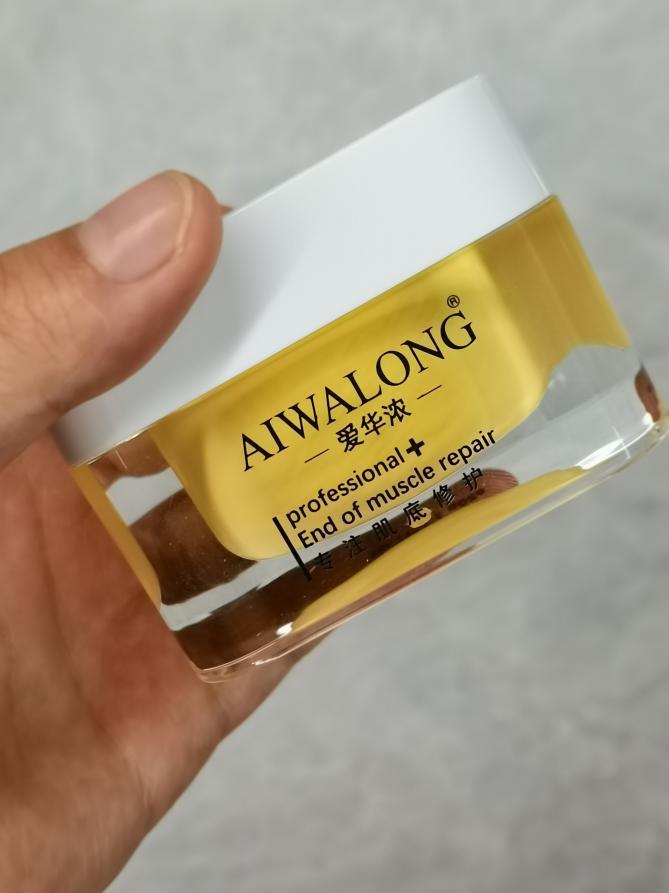 AIWALONG®
— 爱华浓 —
professional+
End of muscle repair
专注肌底修护